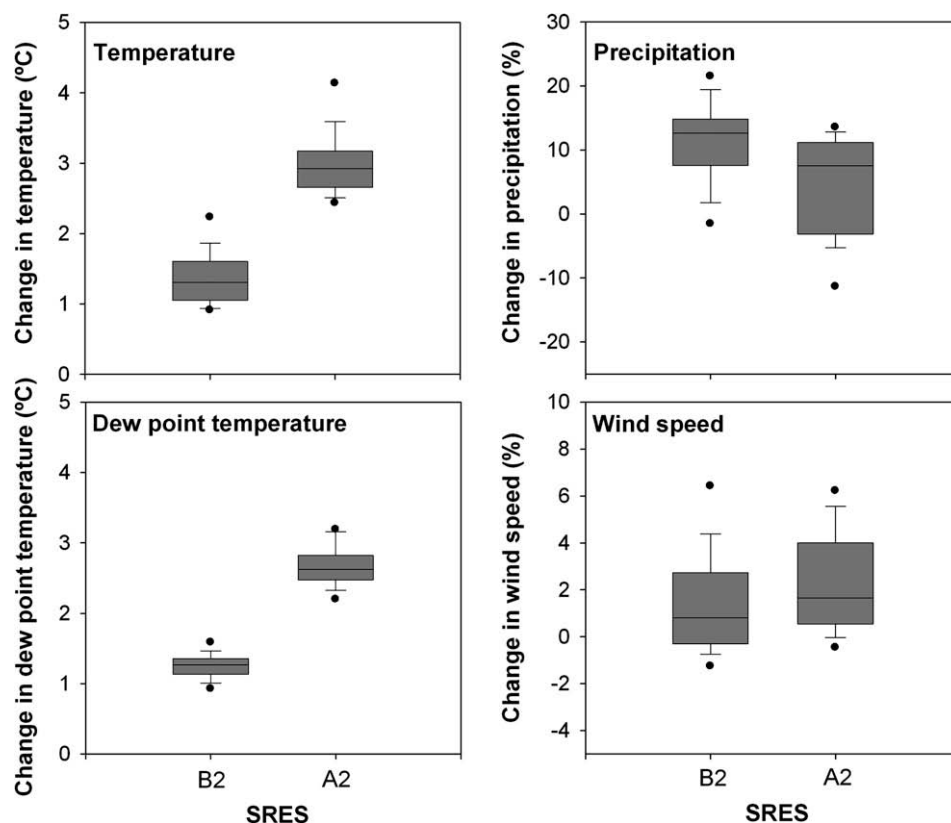 Temperature
Change in temperature (ºC)
5
4
3
2
1
0
Precipitation
Change in precipitation (%)
30
20
10
0
-10
-20
Dew point temperature
Change in dew point temperature (ºC)
5
4
3
2
1
0
B2
A2
SRES
Wind speed
Change in wind speed (%)
10
8
6
4
2
0
-2
-4
B2
A2
SRES